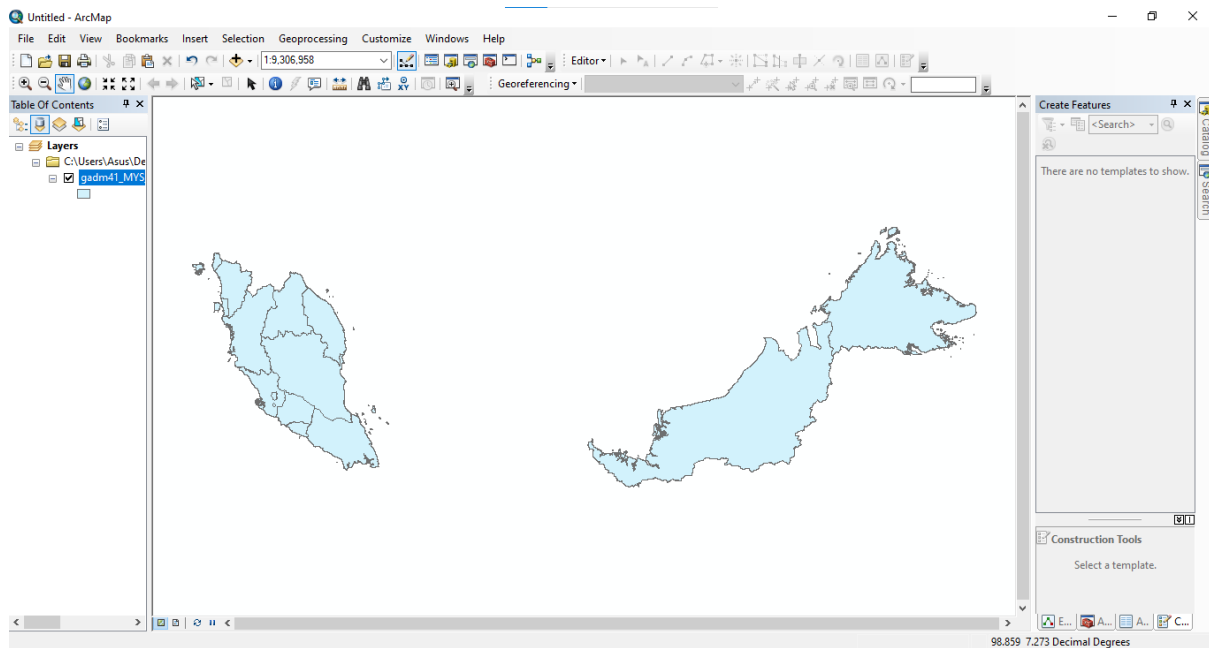 Untitled - ArcMap
File Edit View Bookmarks Insert Selection Geoprocessing Customize Windows Help
1:9,306,958 Editor
Georeferencing
Table Of Contents
Layers
C:\Users\Asus\De
gadm41_MYS
Create Features
<Search>
There are no templates to show.
Catalog
Search
Construction Tools
Select a template.
E... A... A.. C...
98.859 7.273 Decimal Degrees